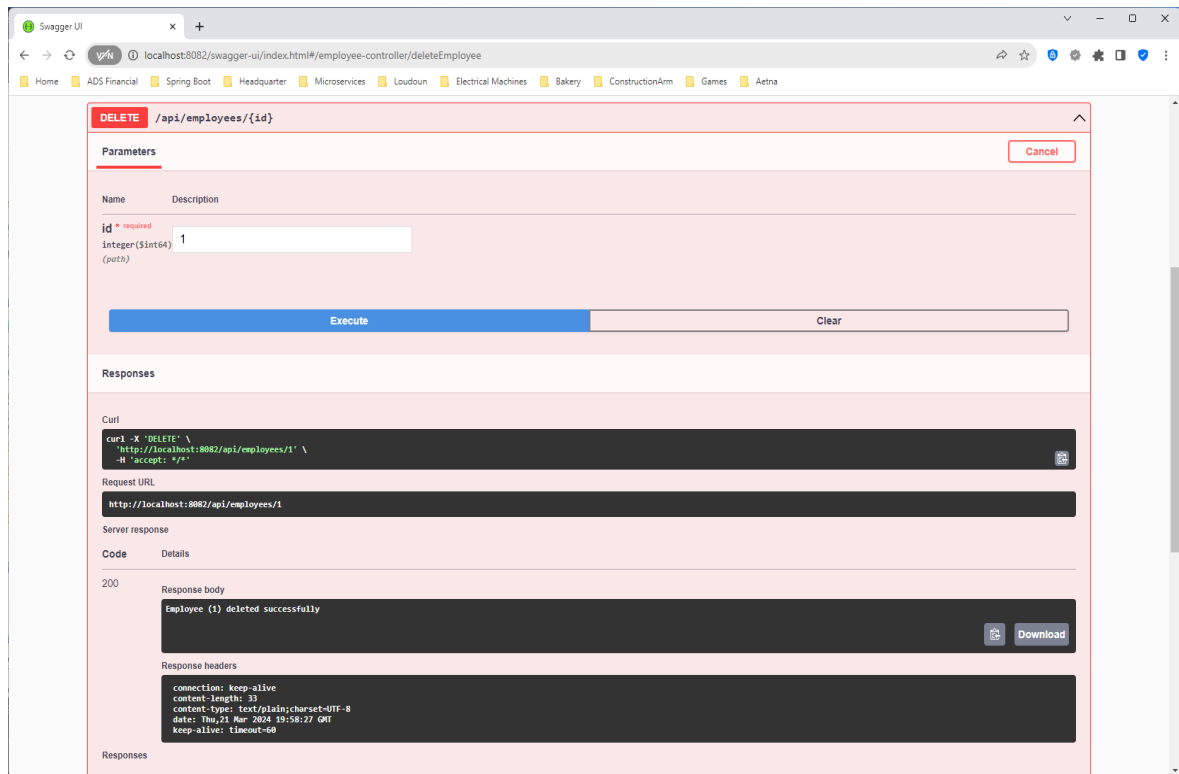 Swagger UI
VPN localhost:8082/swagger-ui/index.html#/employee-controller/deleteEmployee
Home ADS Financial Spring Boot Headquarter Microservices Loudoun Electrical Machines Bakery ConstructionArm Games Aetna
DELETE /api/employees/{id}
Parameters Cancel
Name Description
id * required
integer($int64)
(path)
1
Execute Clear
Responses
Curl
curl -X 'DELETE' \
'http://localhost:8082/api/employees/1' \
-H 'accept: */*'
Request URL
http://localhost:8082/api/employees/1
Server response
Code Details
200
Response body
Employee (1) deleted successfully
Download
Response headers
connection: keep-alive
content-length: 33
content-type: text/plain;charset=UTF-8
date: Thu,21 Mar 2024 19:58:27 GMT
keep-alive: timeout=60
Responses